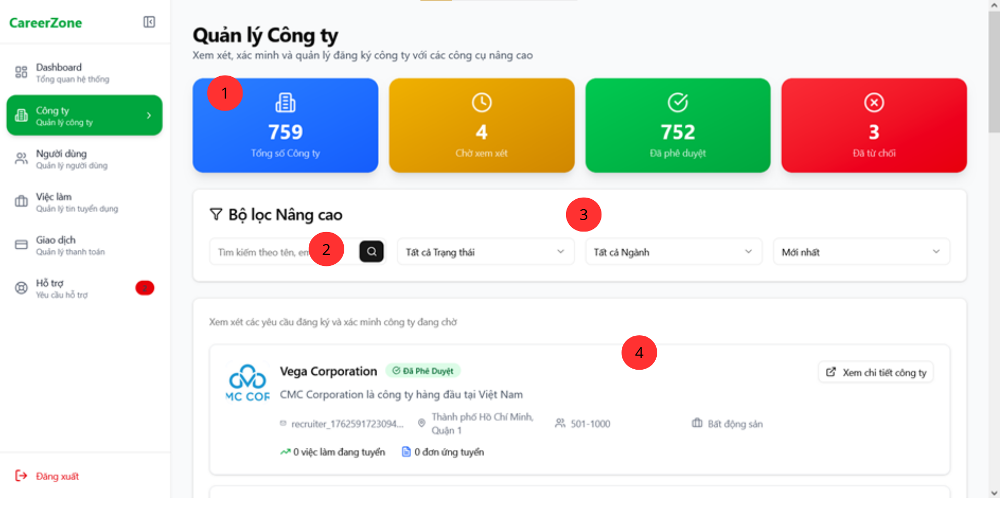 CareerZone
Dashboard
Tổng quan hệ thống
Công ty
Quản lý công ty
Người dùng
Quản lý người dùng
Việc làm
Quản lý tin tuyển dụng
Giao dịch
Quản lý thanh toán
Hỗ trợ
Yêu cầu hỗ trợ
2
Đăng xuất
Quản lý Công ty
Xem xét, xác minh và quản lý đăng ký công ty với các công cụ nâng cao
1
759
Tổng số Công ty
4
Chờ xem xét
752
Đã phê duyệt
3
Đã từ chối
Bộ lọc Nâng cao
3
Tìm kiếm theo tên, em
2
Tất cả Trạng thái
Tất cả Ngành
Mới nhất
Xem xét các yêu cầu đăng ký và xác minh công ty đang chờ
4
MC COF
Vega Corporation
Đã Phê Duyệt
Xem chi tiết công ty
CMC Corporation là công ty hàng đầu tại Việt Nam
recruiter_1762591723094...
Thành phố Hồ Chí Minh,
Quận 1
501-1000
Bất động sản
0 việc làm đang tuyển
0 đơn ứng tuyển